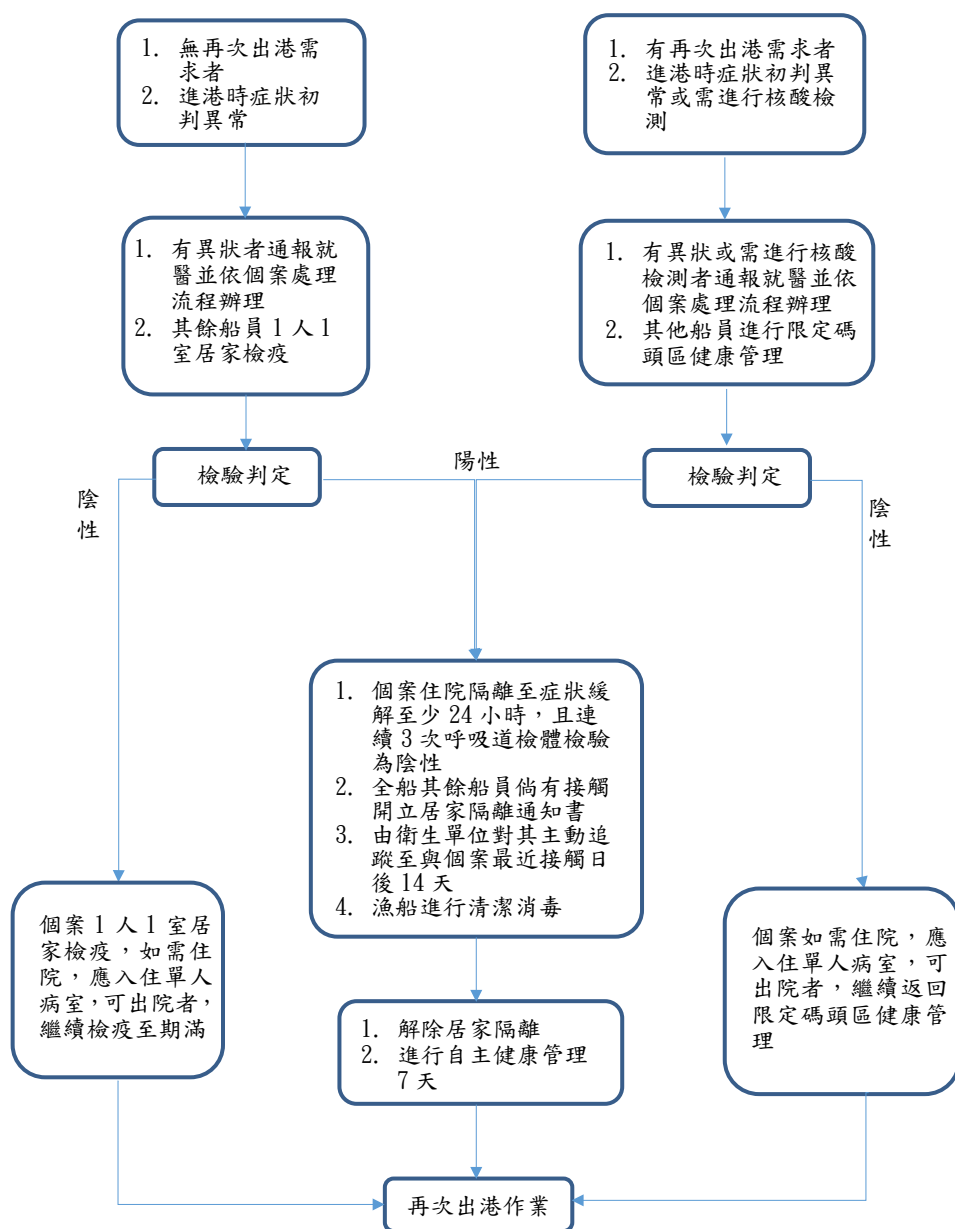 1. 無再次出港需
求者
2. 進港時症狀初
判異常
1. 有再次出港需求者
2. 進港時症狀初判異
常或需進行核酸檢
測
1. 有異狀者通報就
醫並依個案處理
流程辦理
2. 其餘船員 1 人 1
室居家檢疫
1. 有異狀或需進行核酸
檢測者通報就醫並依
個案處理流程辦理
2. 其他船員進行限定碼
頭區健康管理
檢驗判定
陽性
檢驗判定
陰
性
陰
性
1. 個案住院隔離至症狀緩
解至少 24 小時，且連
續 3 次呼吸道檢體檢驗
為陰性
2. 全船其餘船員倘有接觸
開立居家隔離通知書
3. 由衛生單位對其主動追
蹤至與個案最近接觸日
後 14 天
4. 漁船進行清潔消毒
個案 1 人 1 室居
家檢疫，如需住
院，應入住單人
病室，可出院者，
繼續檢疫至期滿
個案如需住院，應
入住單人病室，可
出院者，繼續返回
限定碼頭區健康管
理
1. 解除居家隔離
2. 進行自主健康管理
7 天
再次出港作業